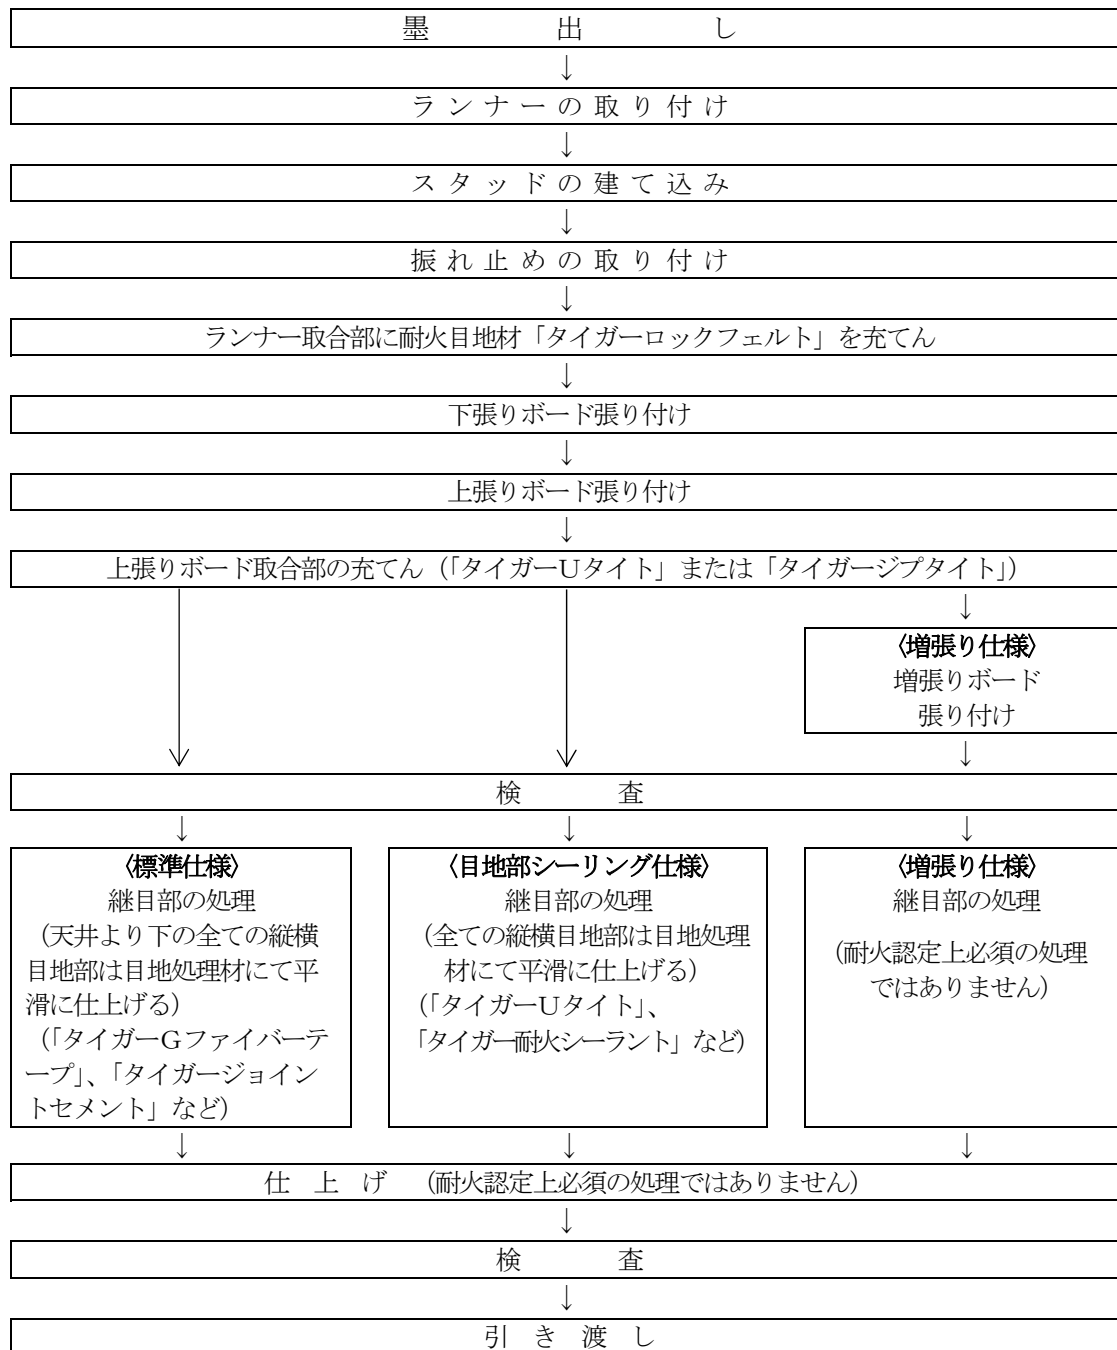 墨出し
↓
ランナーの取り付け
↓
スタッドの建て込み
↓
振れ止めの取り付け
↓
ランナー取合部に耐火目地材「タイガーロックフェルト」を充てん
↓
下張りボード張り付け
↓
上張りボード張り付け
↓
上張りボード取合部の充てん（「タイガーUタイト」または「タイガージプタイト」）
↓
〈増張り仕様〉
増張りボード
張り付け
↓
検査
↓ ↓ ↓
〈標準仕様〉
継目部の処理
（天井より下の全ての縦横
目地部は目地処理材にて平
滑に仕上げる）
（「タイガーGファイバーテ
ープ」、「タイガージョイン
トセメント」など）
〈目地部シーリング仕様〉
継目部の処理
（全ての縦横目地部は目地処理
材にて平滑に仕上げる）
（「タイガーUタイト」、
「タイガー耐火シーラント」など）
〈増張り仕様〉
継目部の処理
（耐火認定上必須の処理
ではありません）
↓ ↓ ↓
仕上げ （耐火認定上必須の処理ではありません）
↓
検査
↓
引き渡し